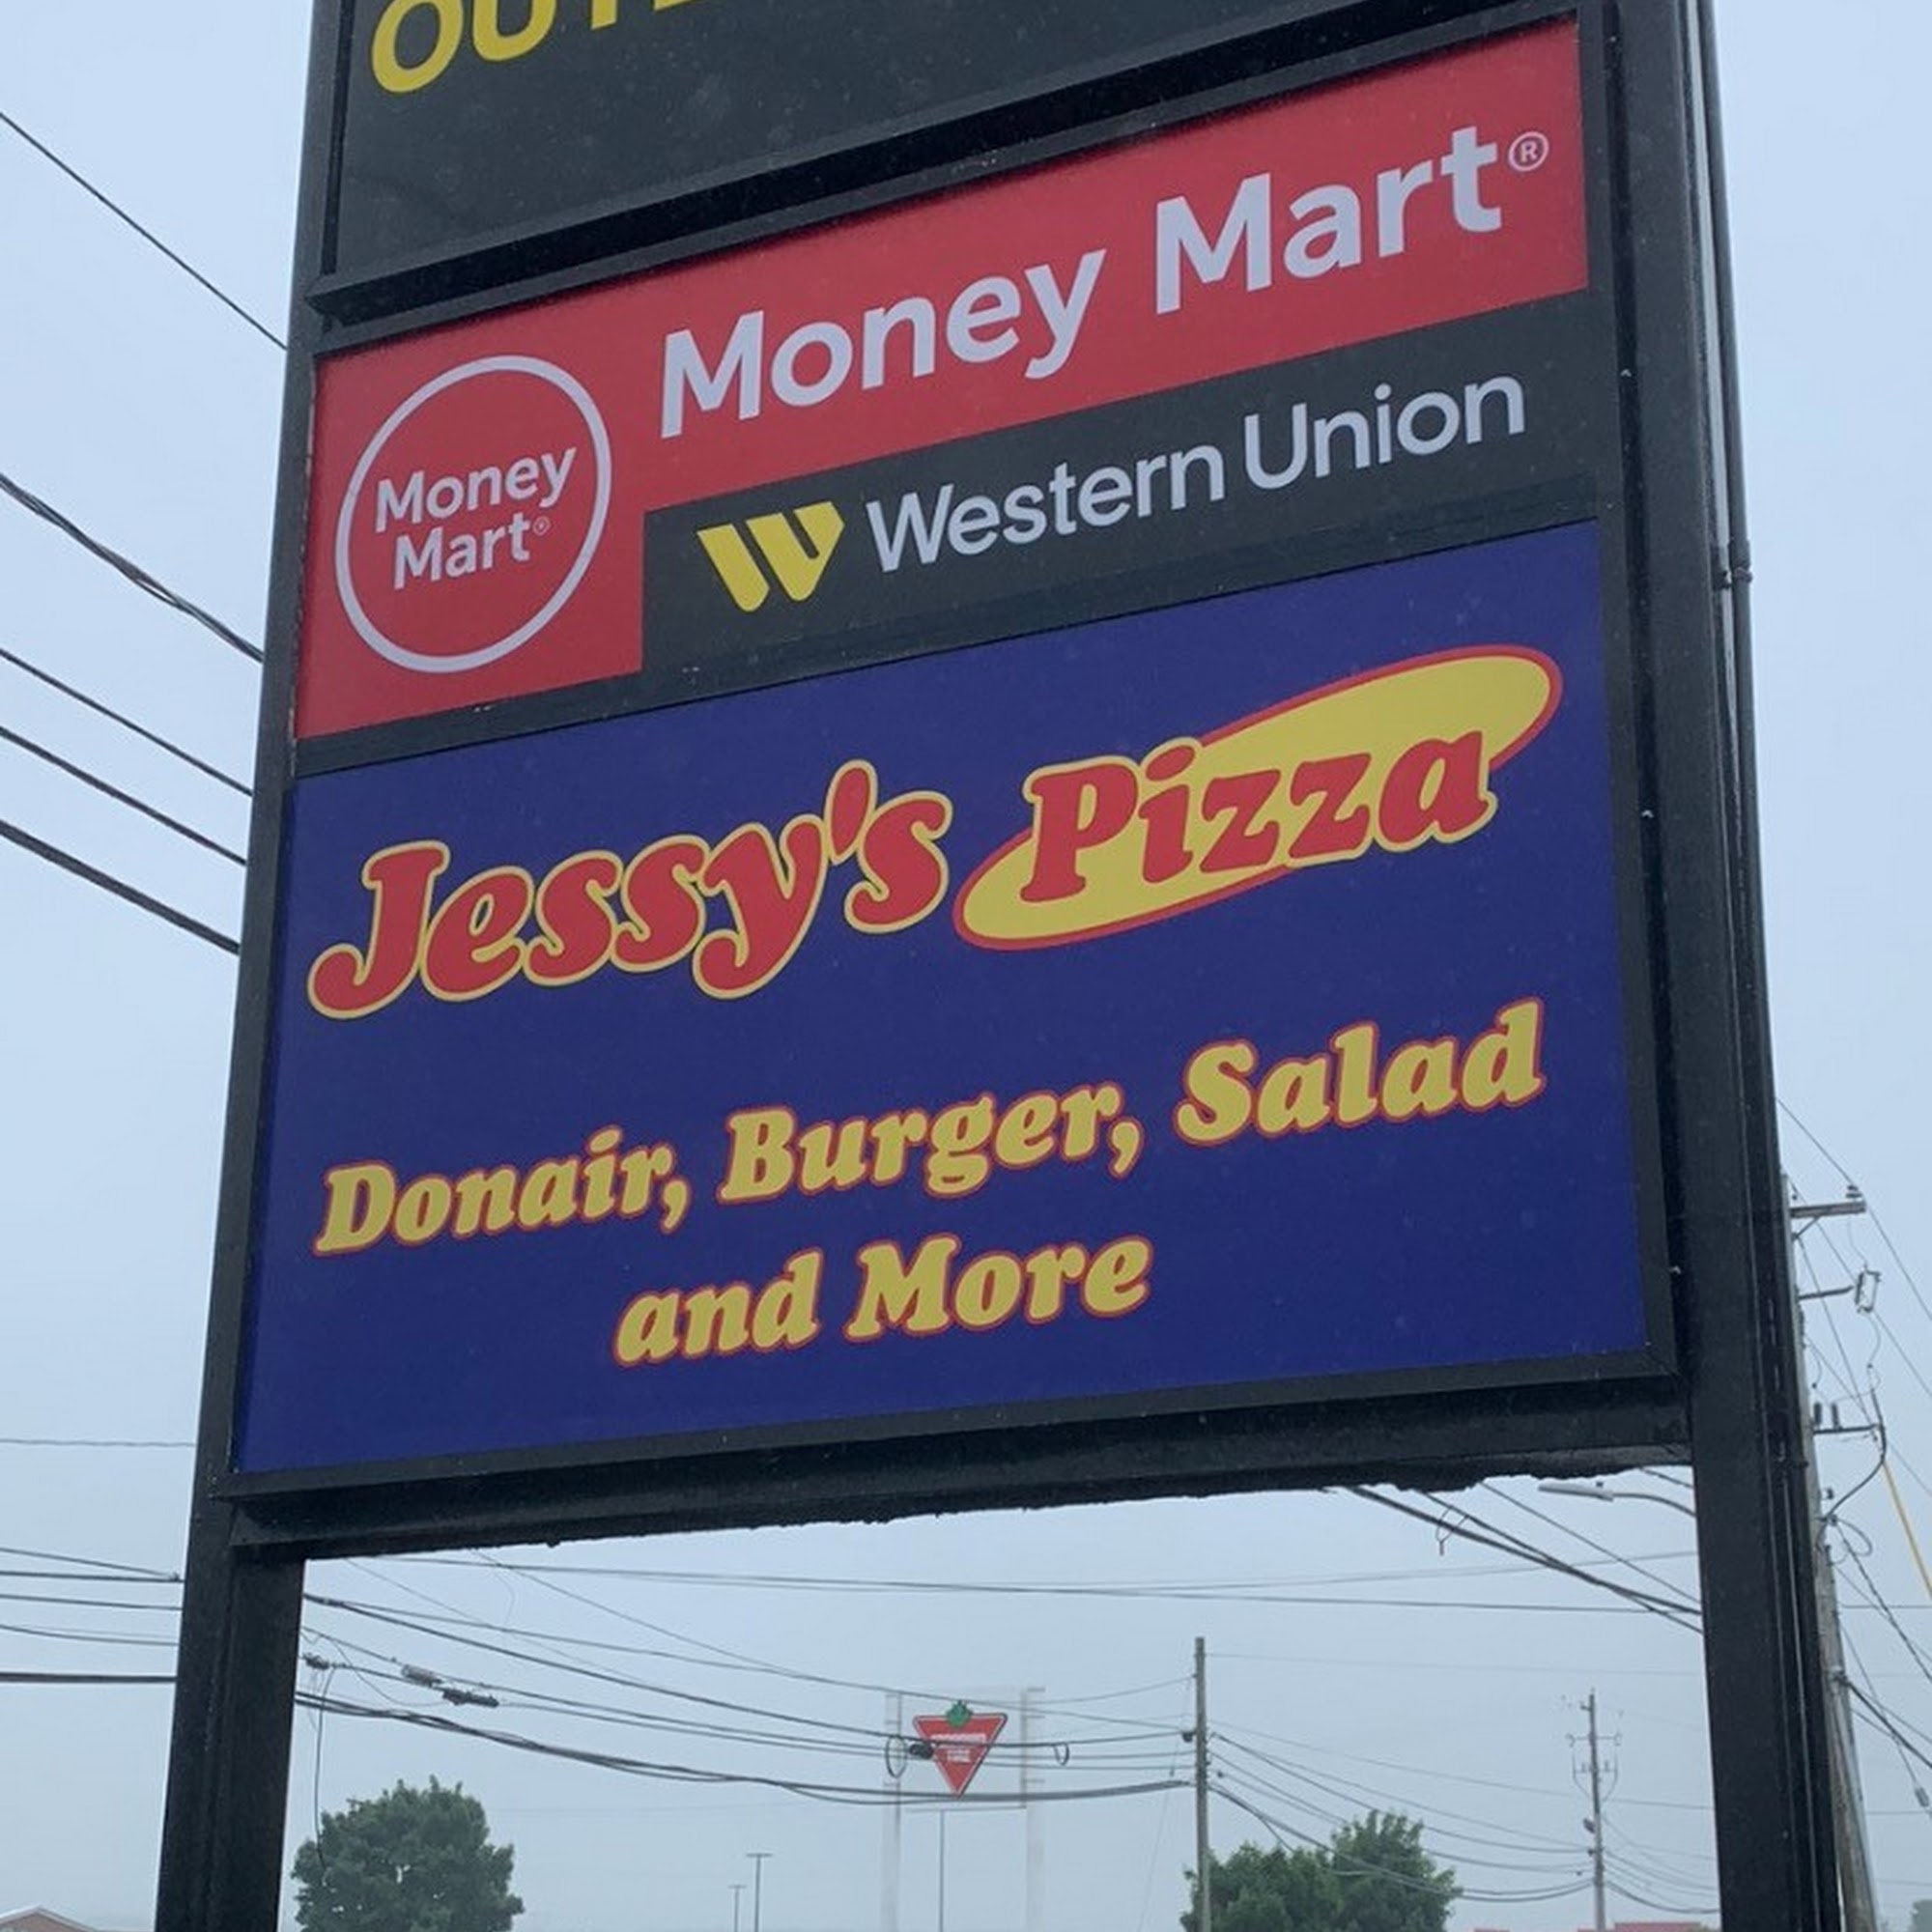 Money Mart®
Money
Mart®
Western Union
Jessy's Pizza
Donair, Burger, Salad
and More